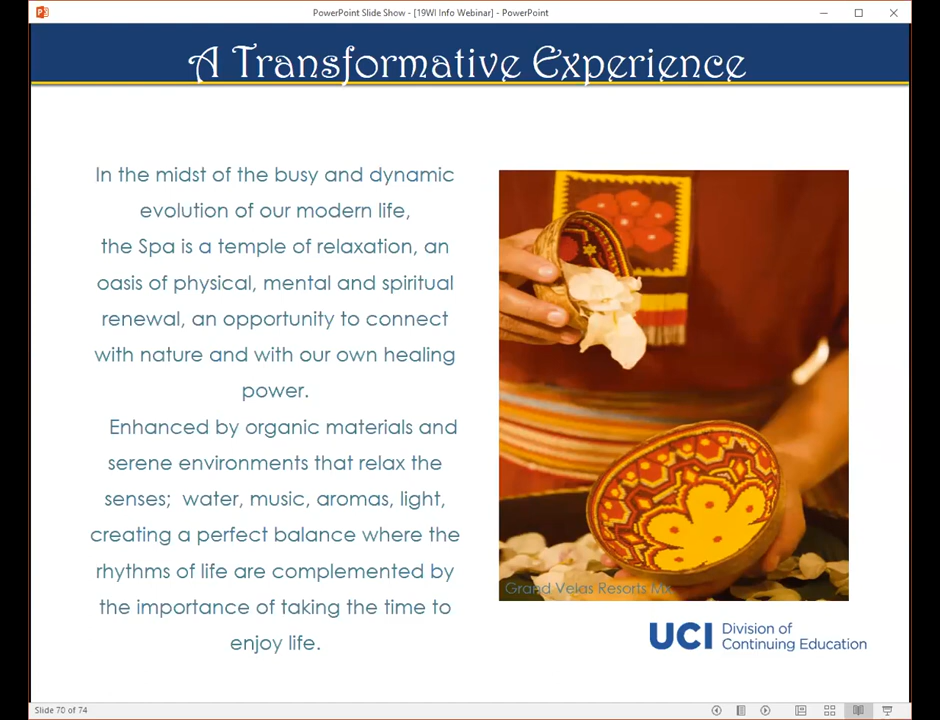 PowerPoint Slide Show - [19WI Info Webinar] - PowerPoint
A Transformative Experience
In the midst of the busy and dynamic
evolution of our modern life,
the Spa is a temple of relaxation, an
oasis of physical, mental and spiritual
renewal, an opportunity to connect
with nature and with our own healing
power.
Enhanced by organic materials and
serene environments that relax the
senses; water, music, aromas, light,
creating a perfect balance where the
rhythms of life are complemented by
the importance of taking the time to
enjoy life.
Grand Velas Resorts Mx
UCI Division of
Continuing Education
Slide 70 of 74